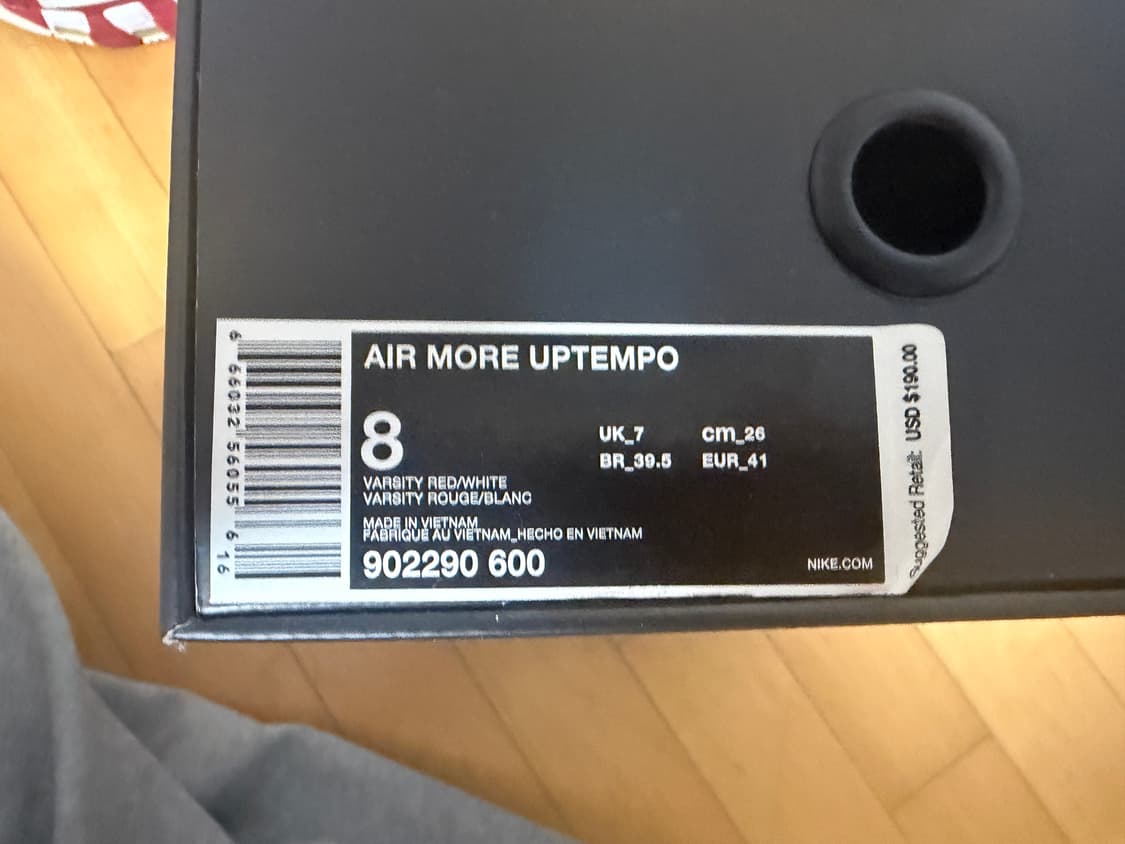 AIR MORE UPTEMPO
8
UK_7 cm_26
BR_39.5 EUR_41
VARSITY RED/WHITE
VARSITY ROUGE/BLANC
MADE IN VIETNAM
FABRIQUE AU VIETNAM_HECHO EN VIETNAM
902290 600
NIKE.COM
6 66032 56055 6 16
Suggested Retail: USD $190.00